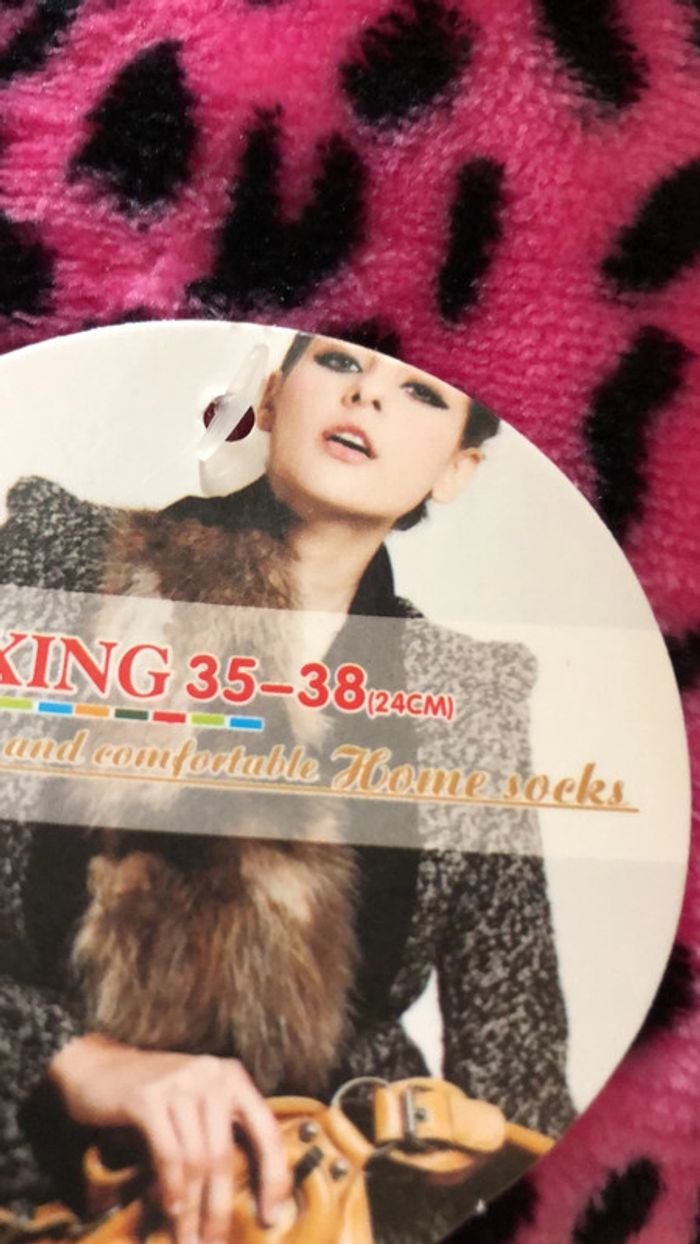 XING 35-38(24CM)
and comfortable Home socks